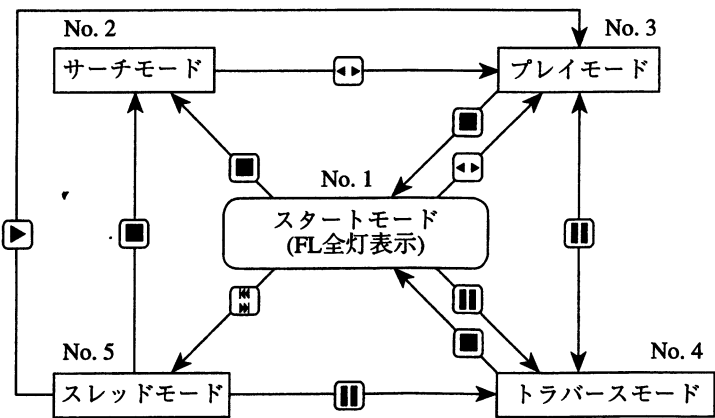 No. 2
No. 3
サーチモード
プレイモード
No. 1
スタートモード
(FL全灯表示)
No. 5
No. 4
スレッドモード
トラバースモード